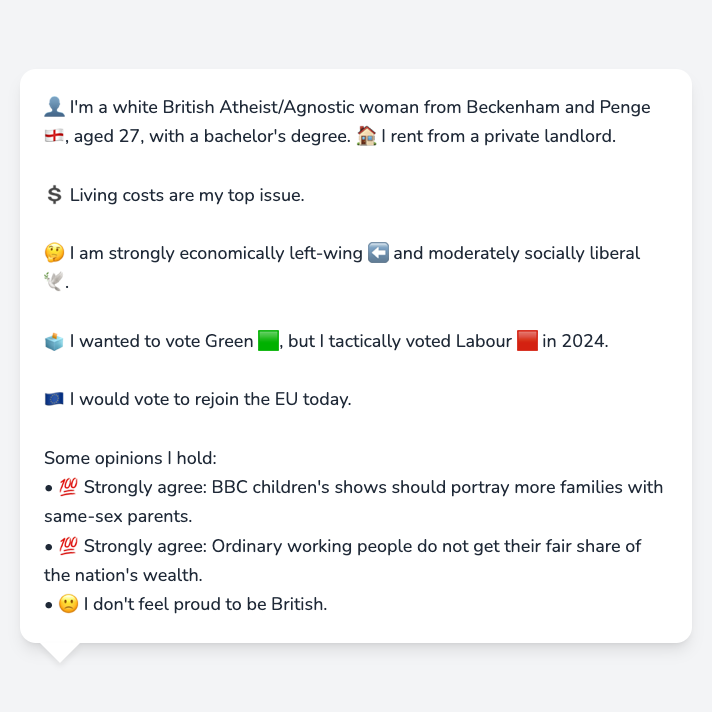 👤 I'm a white British Atheist/Agnostic woman from Beckenham and Penge
🏴󠁧󠁢󠁥󠁮󠁧󠁿, aged 27, with a bachelor's degree. 🏠 I rent from a private landlord.
💲 Living costs are my top issue.
🤔 I am strongly economically left-wing ⬅️ and moderately socially liberal
🕊️.
🗳️ I wanted to vote Green 🟩, but I tactically voted Labour 🟥 in 2024.
🇪🇺 I would vote to rejoin the EU today.
Some opinions I hold:
• 💯 Strongly agree: BBC children's shows should portray more families with
same-sex parents.
• 💯 Strongly agree: Ordinary working people do not get their fair share of
the nation's wealth.
• 🙁 I don't feel proud to be British.